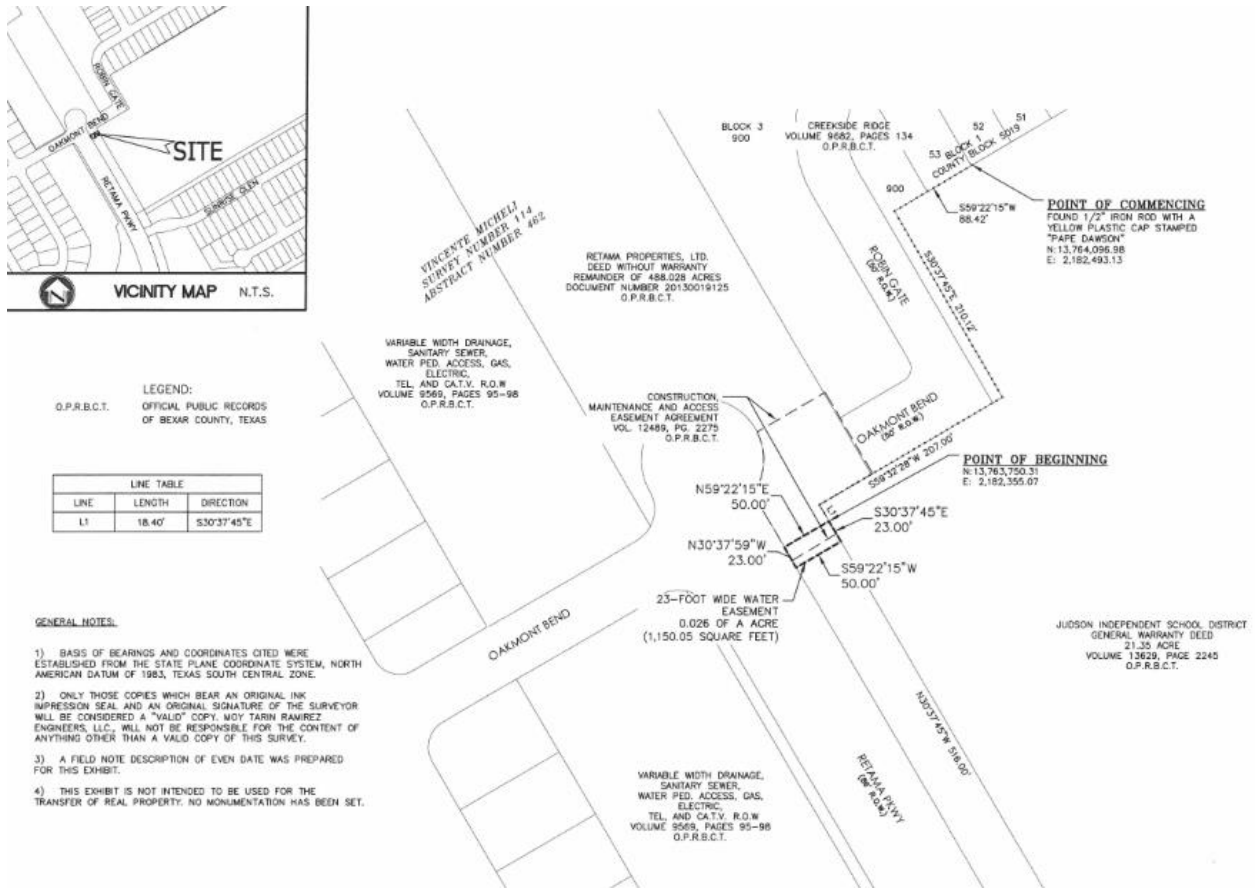 ROBIN GATE
OAKMONT BEND
SITE
RETAMA PKWY
SUNRISE GLEN
N
VICINITY MAP N.T.S.
LEGEND:
O.P.R.B.C.T. OFFICIAL PUBLIC RECORDS
OF BEXAR COUNTY, TEXAS
LINE TABLE
LINE LENGTH DIRECTION
L1 18.40' S30°37'45"E
GENERAL NOTES:
1) BASIS OF BEARINGS AND COORDINATES CITED WERE
ESTABLISHED FROM THE STATE PLANE COORDINATE SYSTEM, NORTH
AMERICAN DATUM OF 1983, TEXAS SOUTH CENTRAL ZONE.
2) ONLY THOSE COPIES WHICH BEAR AN ORIGINAL INK
IMPRESSION SEAL AND AN ORIGINAL SIGNATURE OF THE SURVEYOR
WILL BE CONSIDERED A "VALID" COPY. MOY TARIN RAMIREZ
ENGINEERS, LLC., WILL NOT BE RESPONSIBLE FOR THE CONTENT OF
ANYTHING OTHER THAN A VALID COPY OF THIS SURVEY.
3) A FIELD NOTE DESCRIPTION OF EVEN DATE WAS PREPARED
FOR THIS EXHIBIT.
4) THIS EXHIBIT IS NOT INTENDED TO BE USED FOR THE
TRANSFER OF REAL PROPERTY. NO MONUMENTATION HAS BEEN SET.
VINCENTE MICHELI
SURVEY NUMBER 114
ABSTRACT NUMBER 462
VARIABLE WIDTH DRAINAGE,
SANITARY SEWER,
WATER PED. ACCESS, GAS,
ELECTRIC,
TEL, AND CA.T.V. R.O.W
VOLUME 9569, PAGES 95-98
O.P.R.B.C.T.
RETAMA PROPERTIES, LTD.
DEED WITHOUT WARRANTY
REMAINDER OF 488.028 ACRES
DOCUMENT NUMBER 20130019125
O.P.R.B.C.T.
BLOCK 3
900
CREEKSIDE RIDGE
VOLUME 9682, PAGES 134
O.P.R.B.C.T.
51
52
53 BLOCK 1
COUNTY BLOCK 5019
900
S59°22'15"W
88.42'
POINT OF COMMENCING
FOUND 1/2" IRON ROD WITH A
YELLOW PLASTIC CAP STAMPED
"PAPE DAWSON"
N:13,764,096.98
E: 2,182,493.13
S30°37'45"E 210.12'
ROBIN GATE
(50' R.O.W.)
CONSTRUCTION,
MAINTENANCE AND ACCESS
EASEMENT AGREEMENT
VOL. 12489, PG. 2275
O.P.R.B.C.T.
OAKMONT BEND
(50' R.O.W.)
S59°32'28"W 207.00'
POINT OF BEGINNING
N:13,763,750.31
E: 2,182,355.07
N59°22'15"E
50.00'
L1
S30°37'45"E
23.00'
N30°37'59"W
23.00'
S59°22'15"W
50.00'
23-FOOT WIDE WATER
EASEMENT
0.026 OF A ACRE
(1,150.05 SQUARE FEET)
OAKMONT BEND
JUDSON INDEPENDENT SCHOOL DISTRICT
GENERAL WARRANTY DEED
21.35 ACRE
VOLUME 13629, PAGE 2245
O.P.R.B.C.T.
N30°37'45"W 516.00'
RETAMA PKWY
(86' R.O.W.)
VARIABLE WIDTH DRAINAGE,
SANITARY SEWER,
WATER PED. ACCESS, GAS,
ELECTRIC,
TEL, AND CA.T.V. R.O.W
VOLUME 9569, PAGES 95-98
O.P.R.B.C.T.